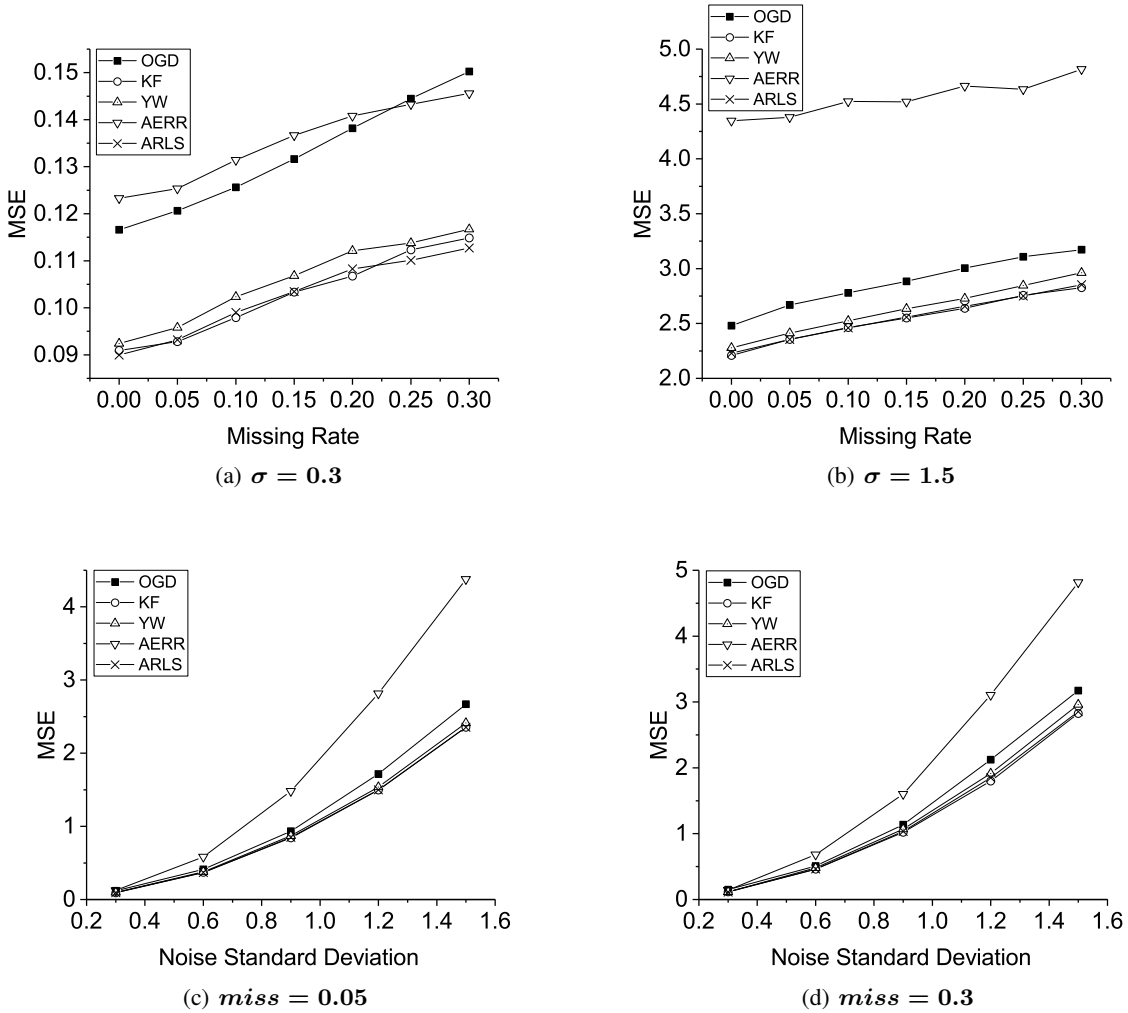 OGD
KF
YW
AERR
ARLS
0.15
0.14
0.13
0.12
0.11
0.10
0.09
MSE
0.00 0.05 0.10 0.15 0.20 0.25 0.30
Missing Rate
(a) σ = 0.3
OGD
KF
YW
AERR
ARLS
5.0
4.5
4.0
3.5
3.0
2.5
2.0
MSE
0.00 0.05 0.10 0.15 0.20 0.25 0.30
Missing Rate
(b) σ = 1.5
OGD
KF
YW
AERR
ARLS
4
3
2
1
0
MSE
0.2 0.4 0.6 0.8 1.0 1.2 1.4 1.6
Noise Standard Deviation
(c) miss = 0.05
OGD
KF
YW
AERR
ARLS
5
4
3
2
1
0
MSE
0.2 0.4 0.6 0.8 1.0 1.2 1.4 1.6
Noise Standard Deviation
(d) miss = 0.3